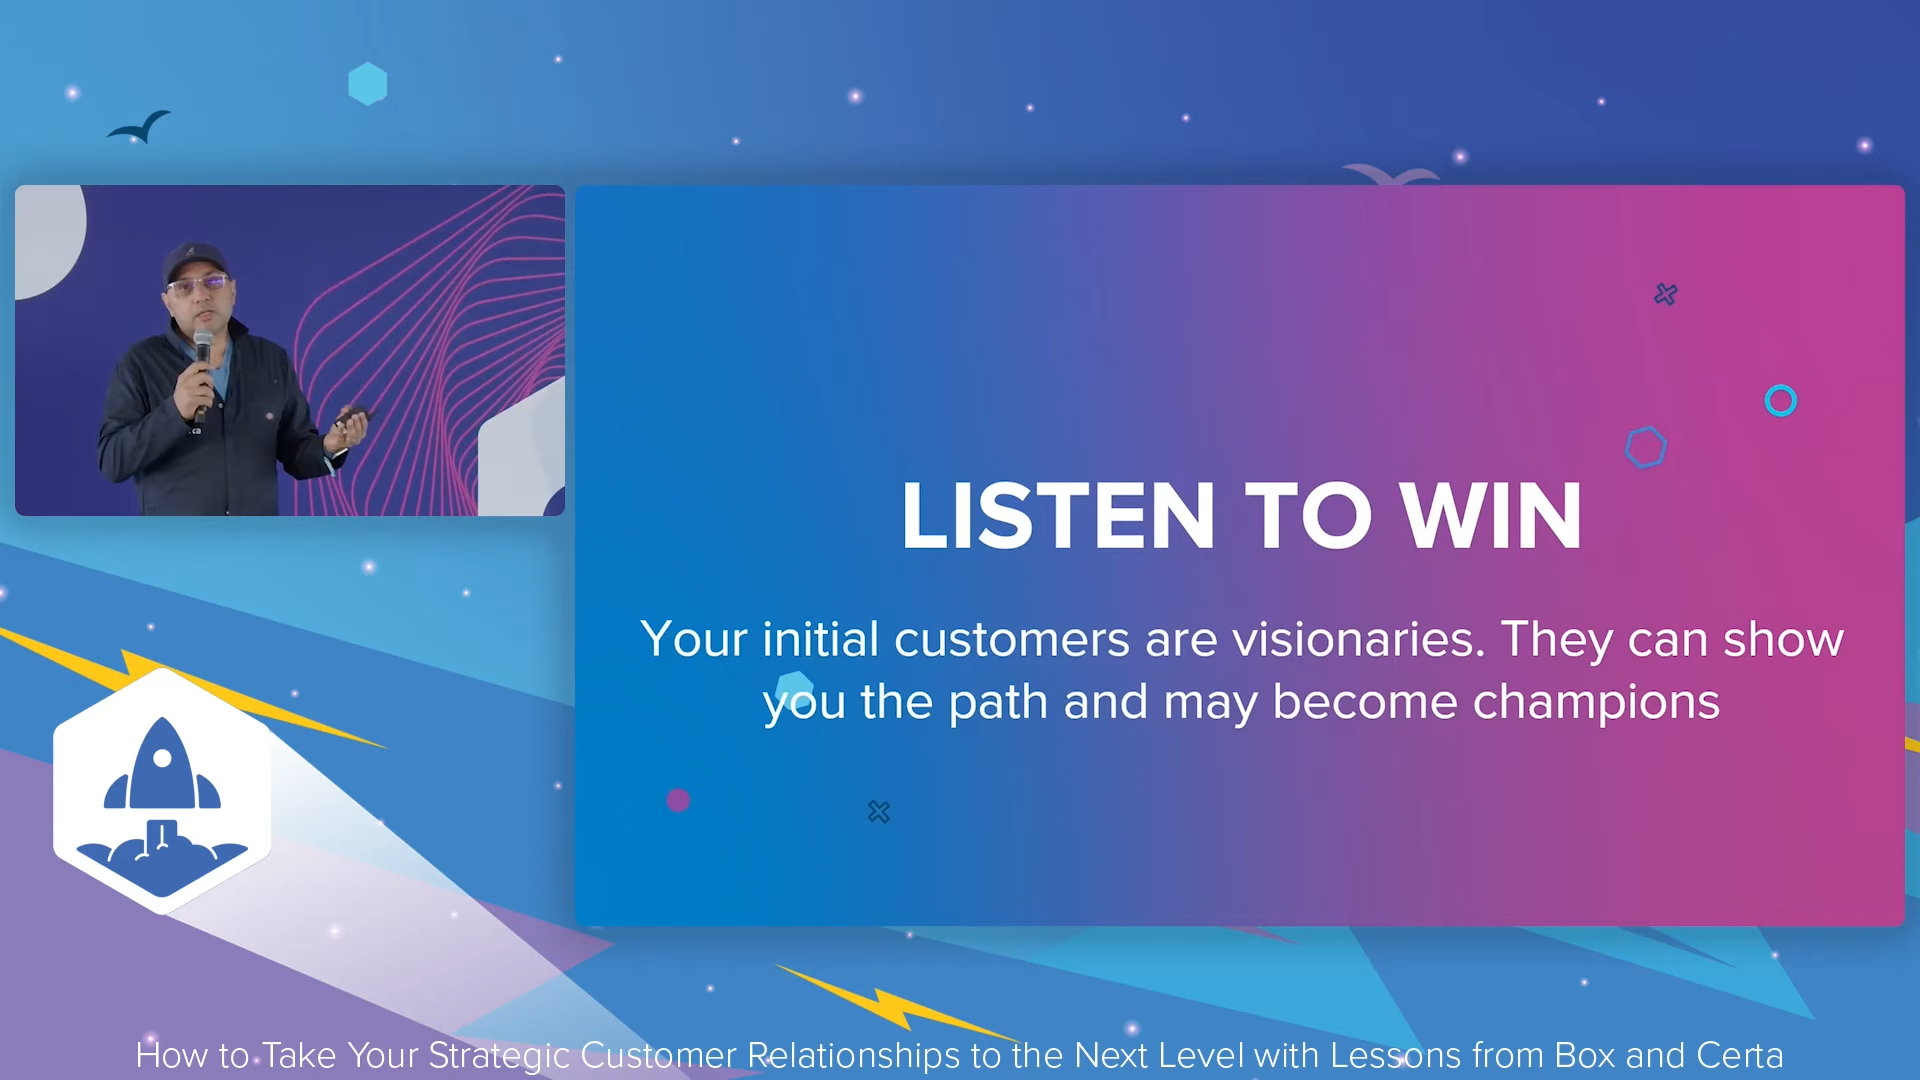 LISTEN TO WIN
Your initial customers are visionaries. They can show
you the path and may become champions
How to Take Your Strategic Customer Relationships to the Next Level with Lessons from Box and Certa